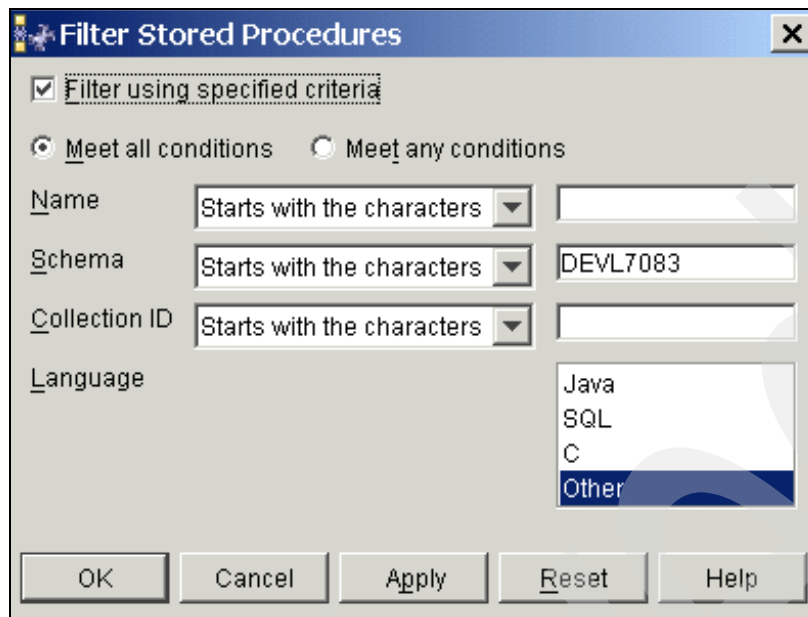 Filter Stored Procedures
Filter using specified criteria
Meet all conditions Meet any conditions
Name Starts with the characters
Schema Starts with the characters DEVL7083
Collection ID Starts with the characters
Language
Java
SQL
C
Other
OK Cancel Apply Reset Help